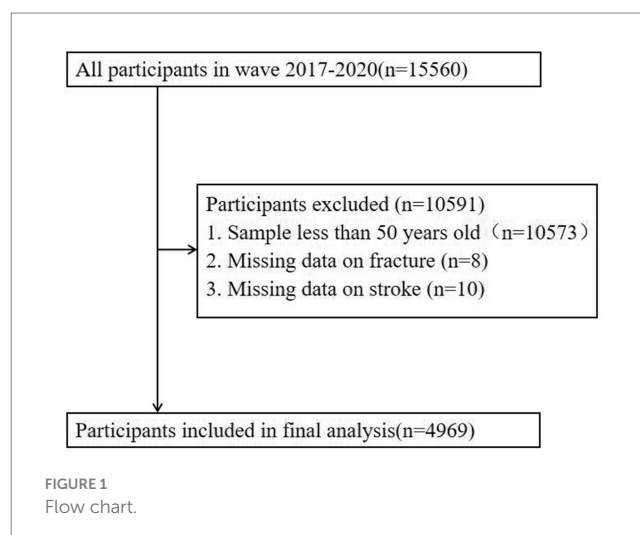 All participants in wave 2017-2020(n=15560)
Participants excluded (n=10591)
1. Sample less than 50 years old（n=10573）
2. Missing data on fracture (n=8)
3. Missing data on stroke (n=10)
Participants included in final analysis(n=4969)
FIGURE 1
Flow chart.